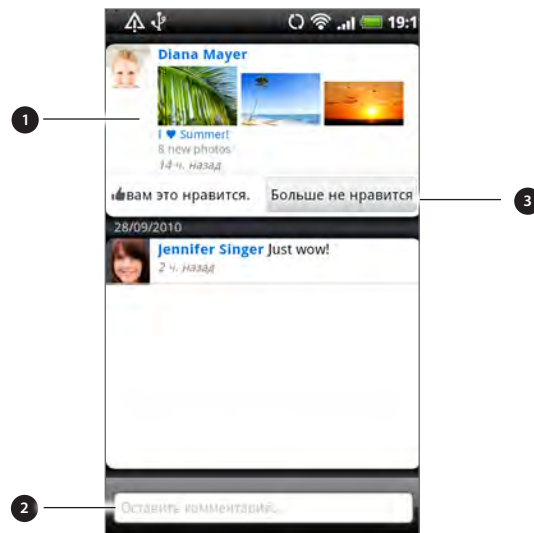 19:1
Diana Mayer
I ♥ Summer!
8 new photos
14 ч. назад
1
вам это нравится.
Больше не нравится
3
28/09/2010
Jennifer Singer Just wow!
2 ч. назад
2
Оставить комментарий...